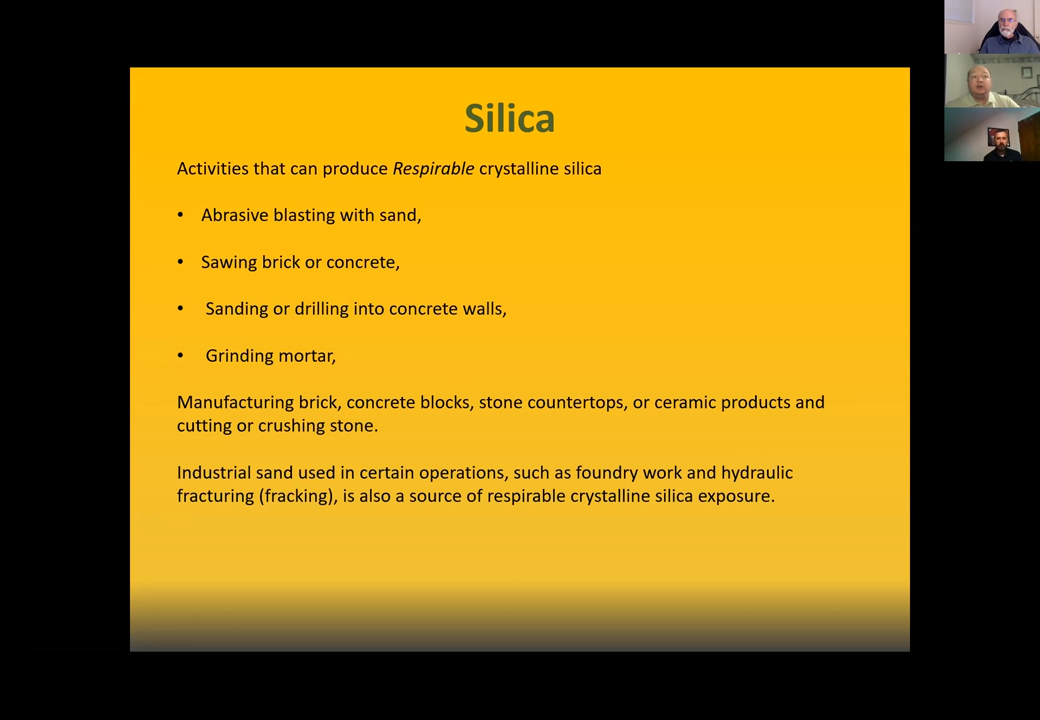 Silica
Activities that can produce Respirable crystalline silica
• Abrasive blasting with sand,
• Sawing brick or concrete,
• Sanding or drilling into concrete walls,
• Grinding mortar,
Manufacturing brick, concrete blocks, stone countertops, or ceramic products and
cutting or crushing stone.
Industrial sand used in certain operations, such as foundry work and hydraulic
fracturing (fracking), is also a source of respirable crystalline silica exposure.